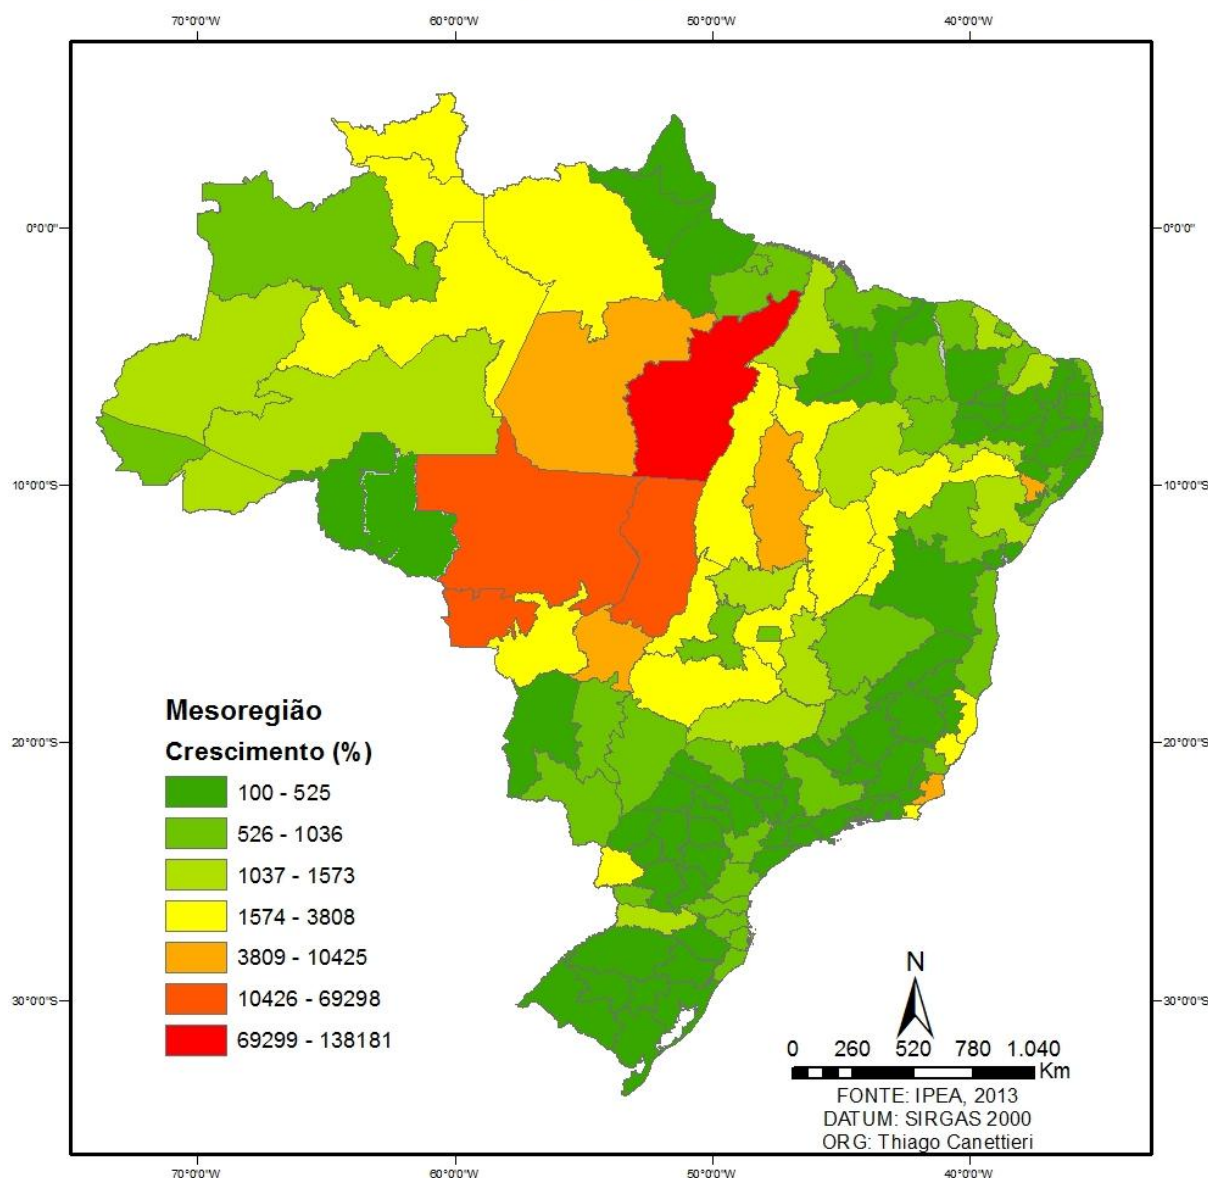 70°0'0"W 60°0'0"W 50°0'0"W 40°0'0"W
0°0'0" 0°0'0"
10°0'0"S 10°0'0"S
Mesoregião
Crescimento (%)
20°0'0"S 20°0'0"S
100 - 525
526 - 1036
1037 - 1573
1574 - 3808
3809 - 10425
N
30°0'0"S 30°0'0"S
10426 - 69298
69299 - 138181
0 260 520 780 1.040
Km
FONTE: IPEA, 2013
DATUM: SIRGAS 2000
ORG: Thiago Canettieri
70°0'0"W 60°0'0"W 50°0'0"W 40°0'0"W